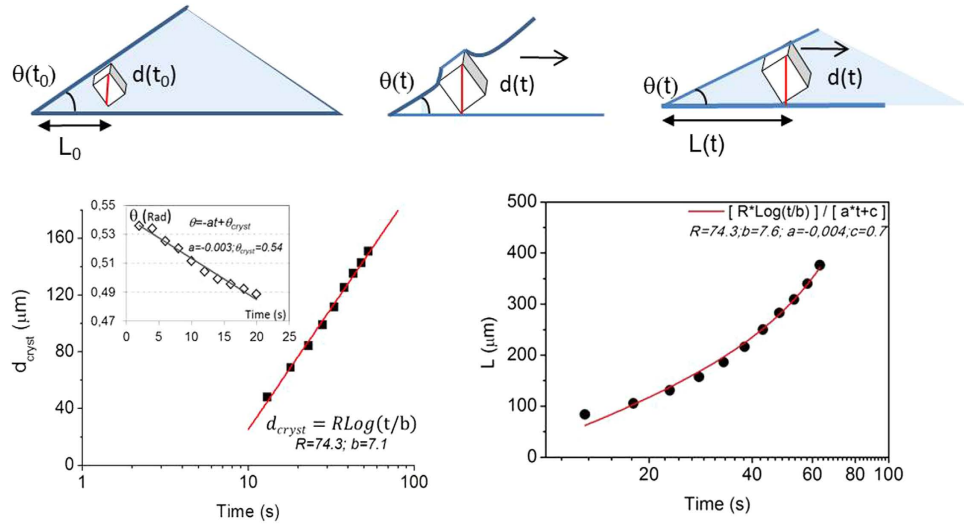 θ(t₀)
d(t₀)
L₀
θ(t)
d(t)
θ(t)
d(t)
L(t)
0,55
0,53
0,51
0,49
0,47
θ (Rad)
θ=-at+θcryst
a=-0.003;θcryst=0.54
Time (s)
0 5 10 15 20 25
180
160
120
80
40
0
dcryst (µm)
dcryst = RLog(t/b)
R=74.3; b=7.1
1 10 100
Time (s)
500
400
300
200
100
0
L (µm)
[ R*Log(t/b) ] / [ a*t+c ]
R=74.3;b=7.6; a=-0,004;c=0.7
20 40 60 80 100
Time (s)